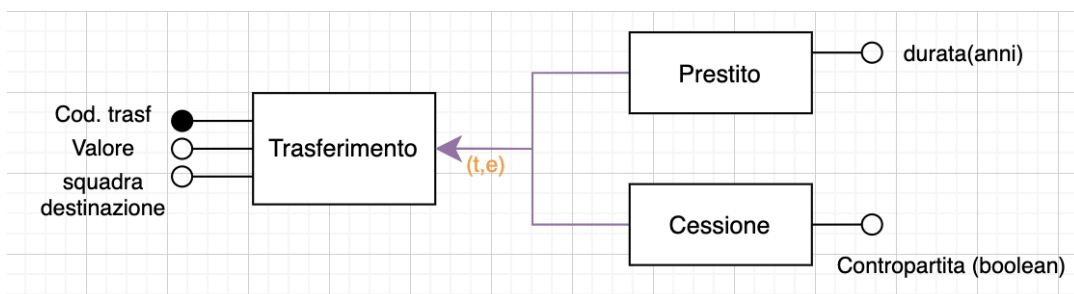 Cod. trasf
Valore
squadra
destinazione
Trasferimento
(t,e)
Prestito
durata(anni)
Cessione
Contropartita (boolean)